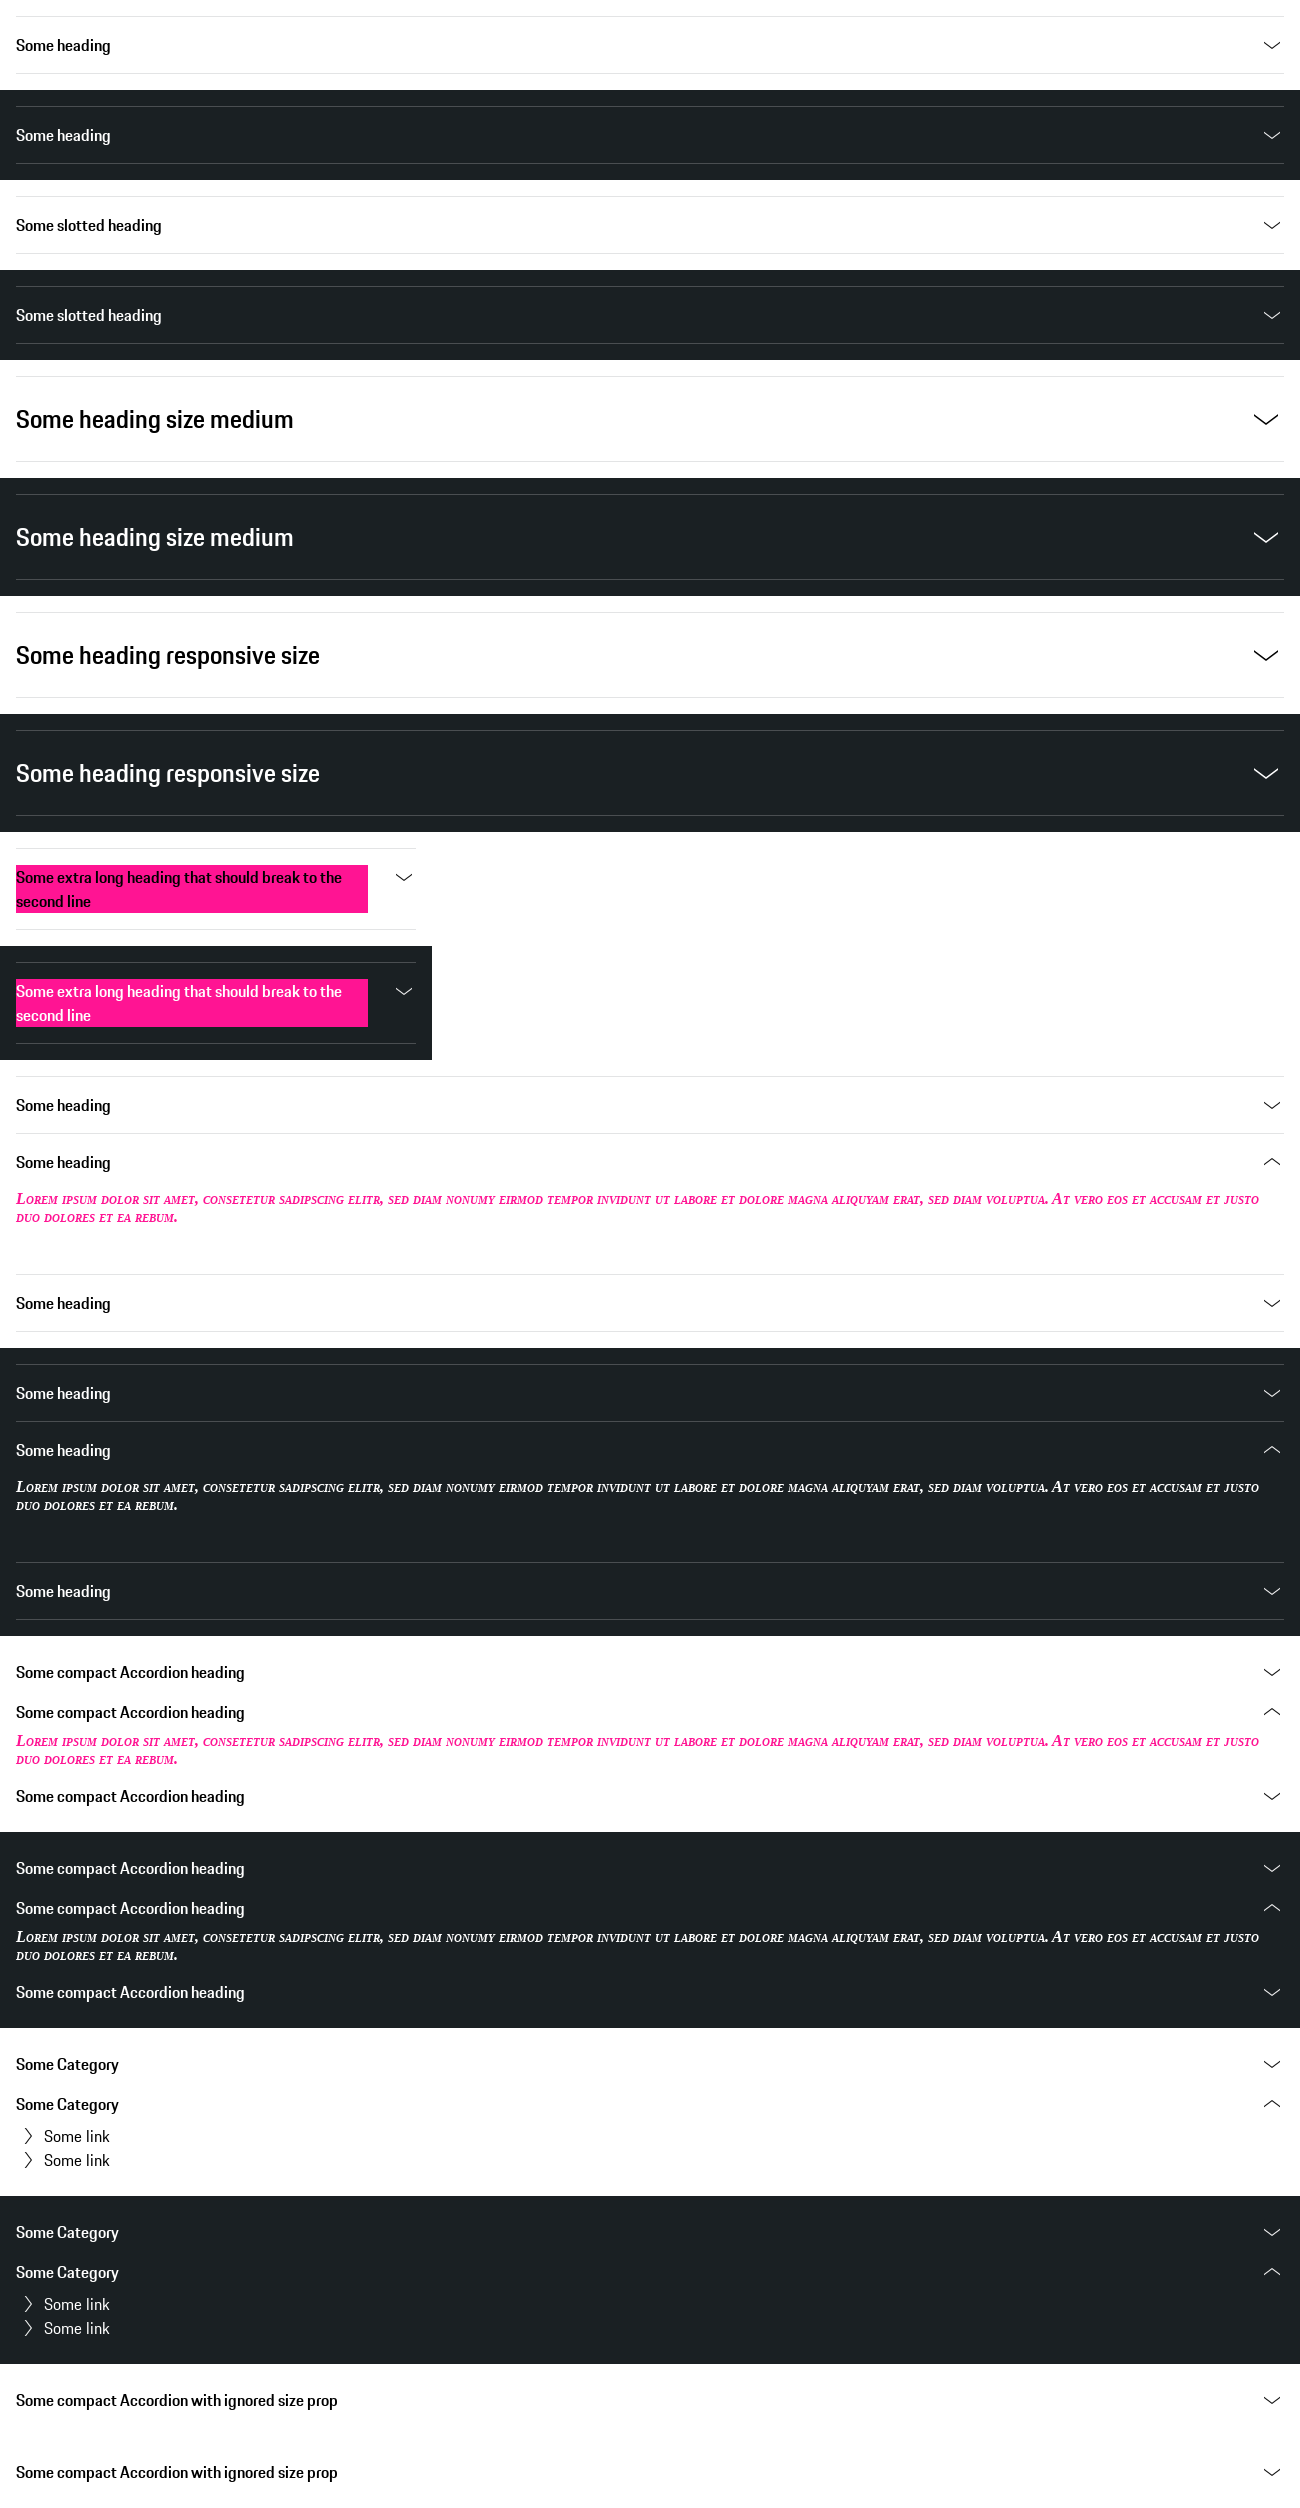 Some heading
Some heading
Some slotted heading
Some slotted heading
Some heading size medium
Some heading size medium
Some heading responsive size
Some heading responsive size
Some extra long heading that should break to the
second line
Some extra long heading that should break to the
second line
Some heading
Some heading
Lorem ipsum dolor sit amet, consetetur sadipscing elitr, sed diam nonumy eirmod tempor invidunt ut labore et dolore magna aliquyam erat, sed diam voluptua. At vero eos et accusam et justo
duo dolores et ea rebum.
Some heading
Some heading
Some heading
Lorem ipsum dolor sit amet, consetetur sadipscing elitr, sed diam nonumy eirmod tempor invidunt ut labore et dolore magna aliquyam erat, sed diam voluptua. At vero eos et accusam et justo
duo dolores et ea rebum.
Some heading
Some compact Accordion heading
Some compact Accordion heading
Lorem ipsum dolor sit amet, consetetur sadipscing elitr, sed diam nonumy eirmod tempor invidunt ut labore et dolore magna aliquyam erat, sed diam voluptua. At vero eos et accusam et justo
duo dolores et ea rebum.
Some compact Accordion heading
Some compact Accordion heading
Some compact Accordion heading
Lorem ipsum dolor sit amet, consetetur sadipscing elitr, sed diam nonumy eirmod tempor invidunt ut labore et dolore magna aliquyam erat, sed diam voluptua. At vero eos et accusam et justo
duo dolores et ea rebum.
Some compact Accordion heading
Some Category
Some Category
Some link
Some link
Some Category
Some Category
Some link
Some link
Some compact Accordion with ignored size prop
Some compact Accordion with ignored size prop